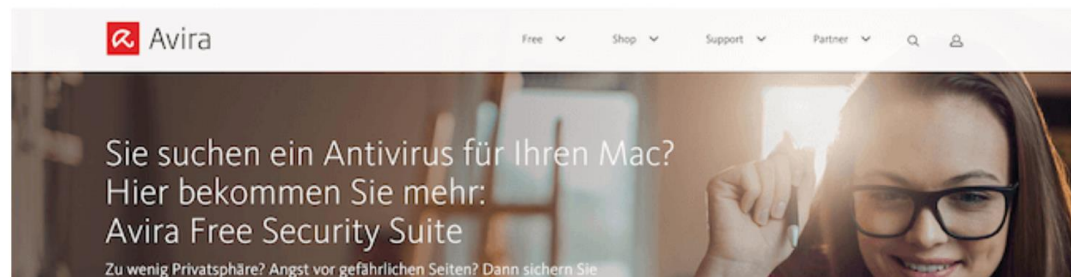 Avira
Free Shop Support Partner
Sie suchen ein Antivirus für Ihren Mac?
Hier bekommen Sie mehr:
Avira Free Security Suite
Zu wenig Privatsphäre? Angst vor gefährlichen Seiten? Dann sichern Sie